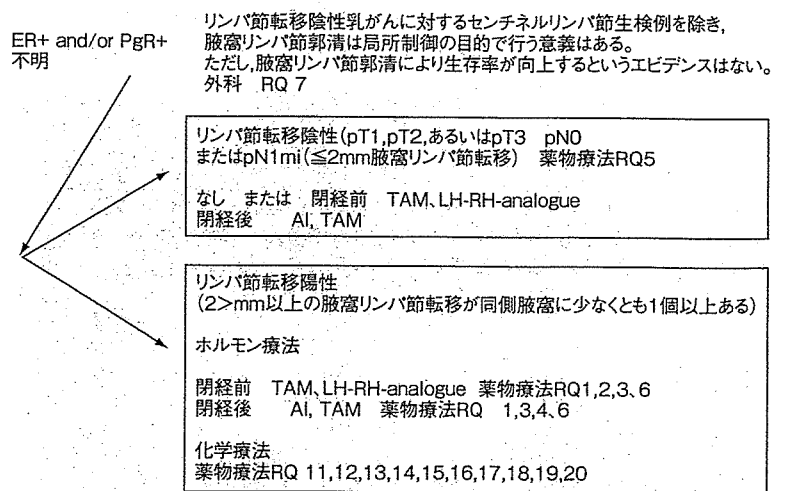 ER+ and/or PgR+
不明
リンパ節転移陰性乳がんに対するセンチネルリンパ節生検例を除き,
腋窩リンパ節郭清は局所制御の目的で行う意義はある。
ただし,腋窩リンパ節郭清により生存率が向上するというエビデンスはない。
外科 RQ 7
リンパ節転移陰性(pT1,pT2,あるいはpT3 pN0
またはpN1mi(≦2mm腋窩リンパ節転移) 薬物療法RQ5
なし または 閉経前 TAM、LH-RH-analogue
閉経後 AI, TAM
リンパ節転移陽性
(2>mm以上の腋窩リンパ節転移が同側腋窩に少なくとも1個以上ある)
ホルモン療法
閉経前 TAM、LH-RH-analogue 薬物療法RQ1,2,3、6
閉経後 AI, TAM 薬物療法RQ 1,3,4、6
化学療法
薬物療法RQ 11,12,13,14,15,16,17,18,19,20